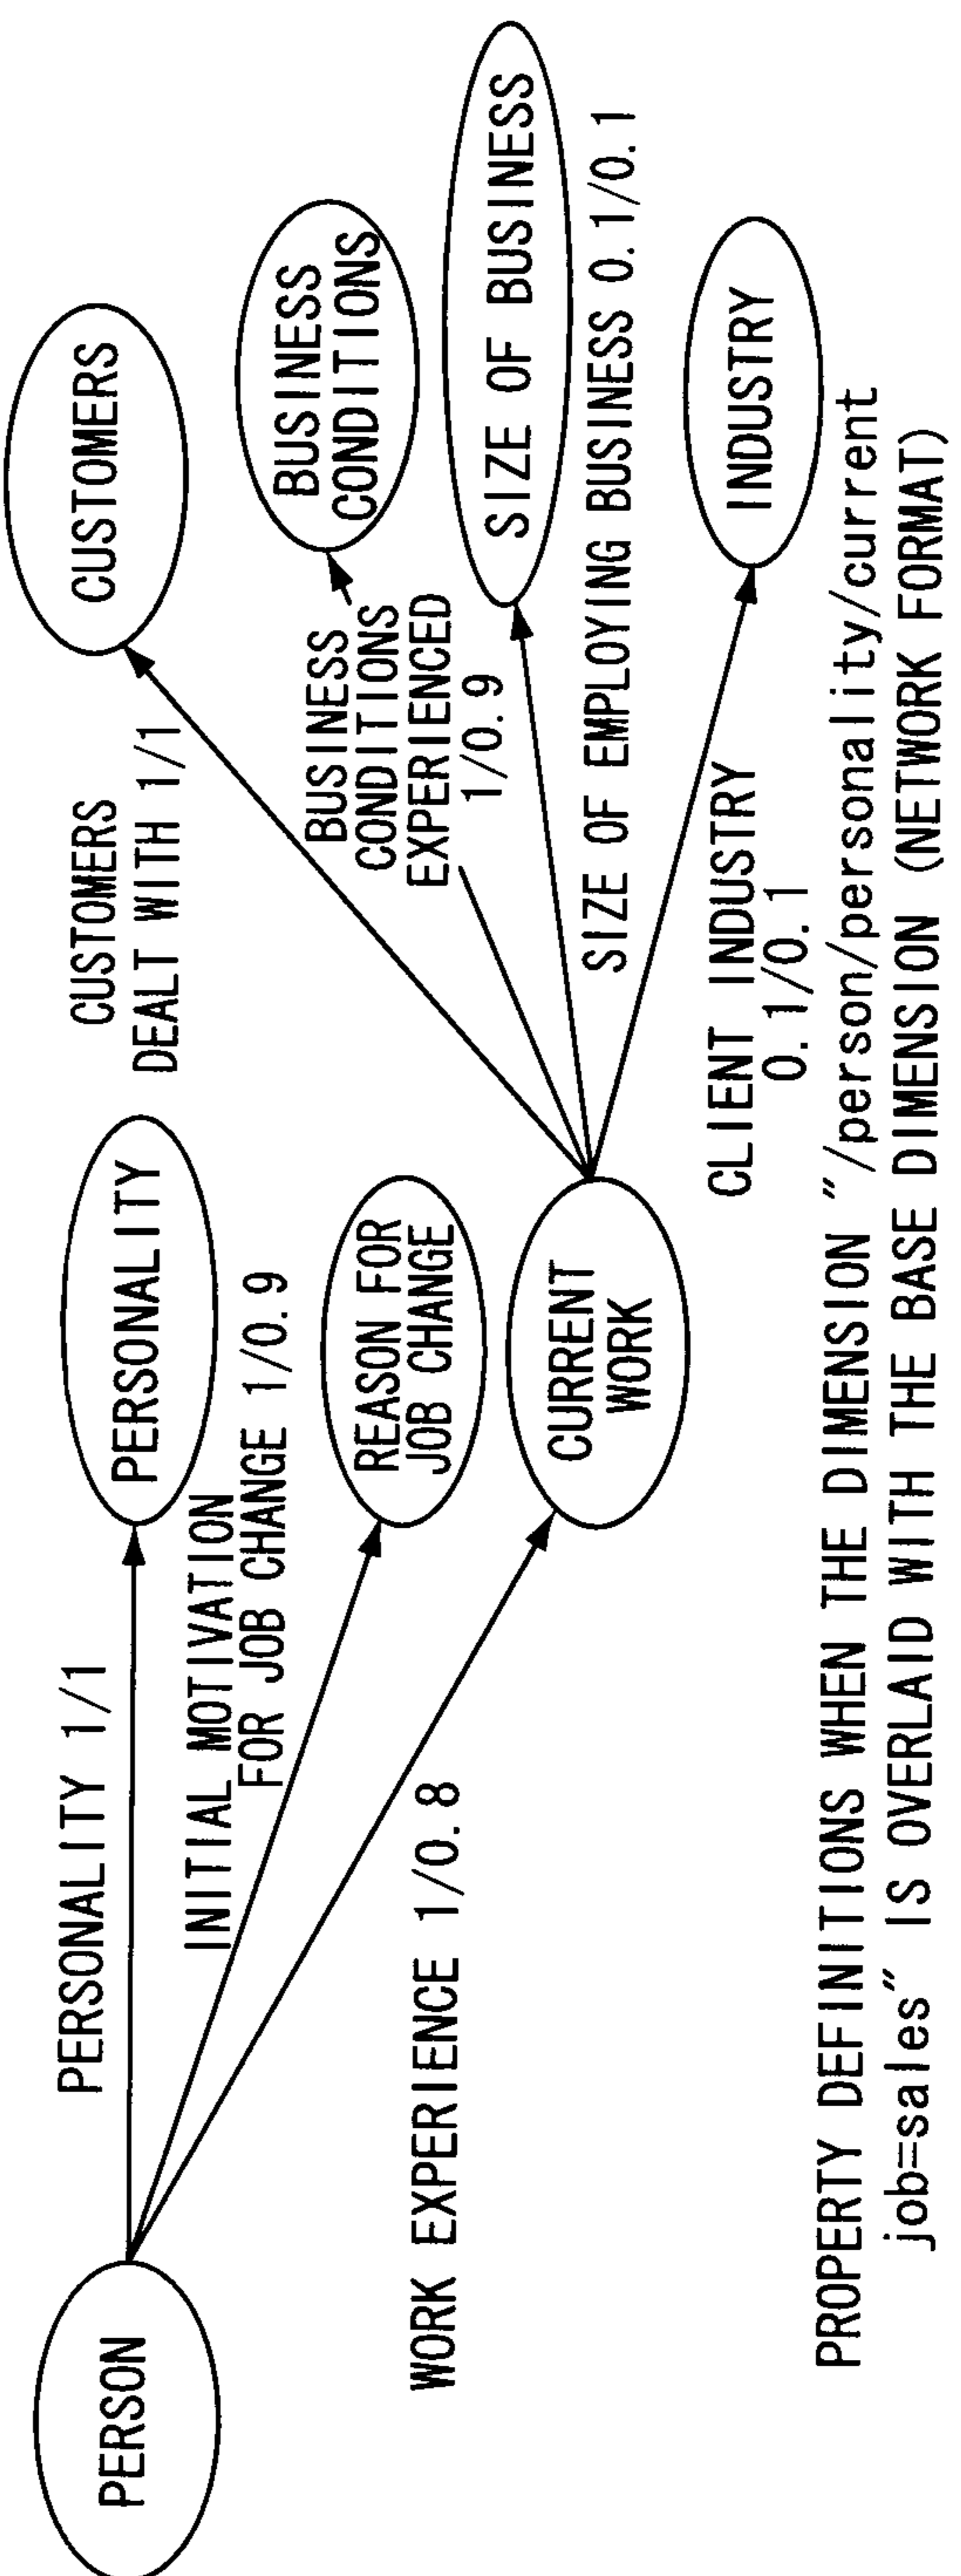 PERSON
PERSONALITY 1/1
PERSONALITY
INITIAL MOTIVATION
FOR JOB CHANGE 1/0.9
REASON FOR
JOB CHANGE
WORK EXPERIENCE 1/0.8
CURRENT
WORK
CUSTOMERS
DEALT WITH 1/1
CUSTOMERS
BUSINESS
CONDITIONS
EXPERIENCED
1/0.9
BUSINESS
CONDITIONS
SIZE OF BUSINESS
SIZE OF EMPLOYING BUSINESS 0.1/0.1
INDUSTRY
CLIENT INDUSTRY
0.1/0.1
PROPERTY DEFINITIONS WHEN THE DIMENSION "/person/personality/current
job=sales" IS OVERLAID WITH THE BASE DIMENSION (NETWORK FORMAT)